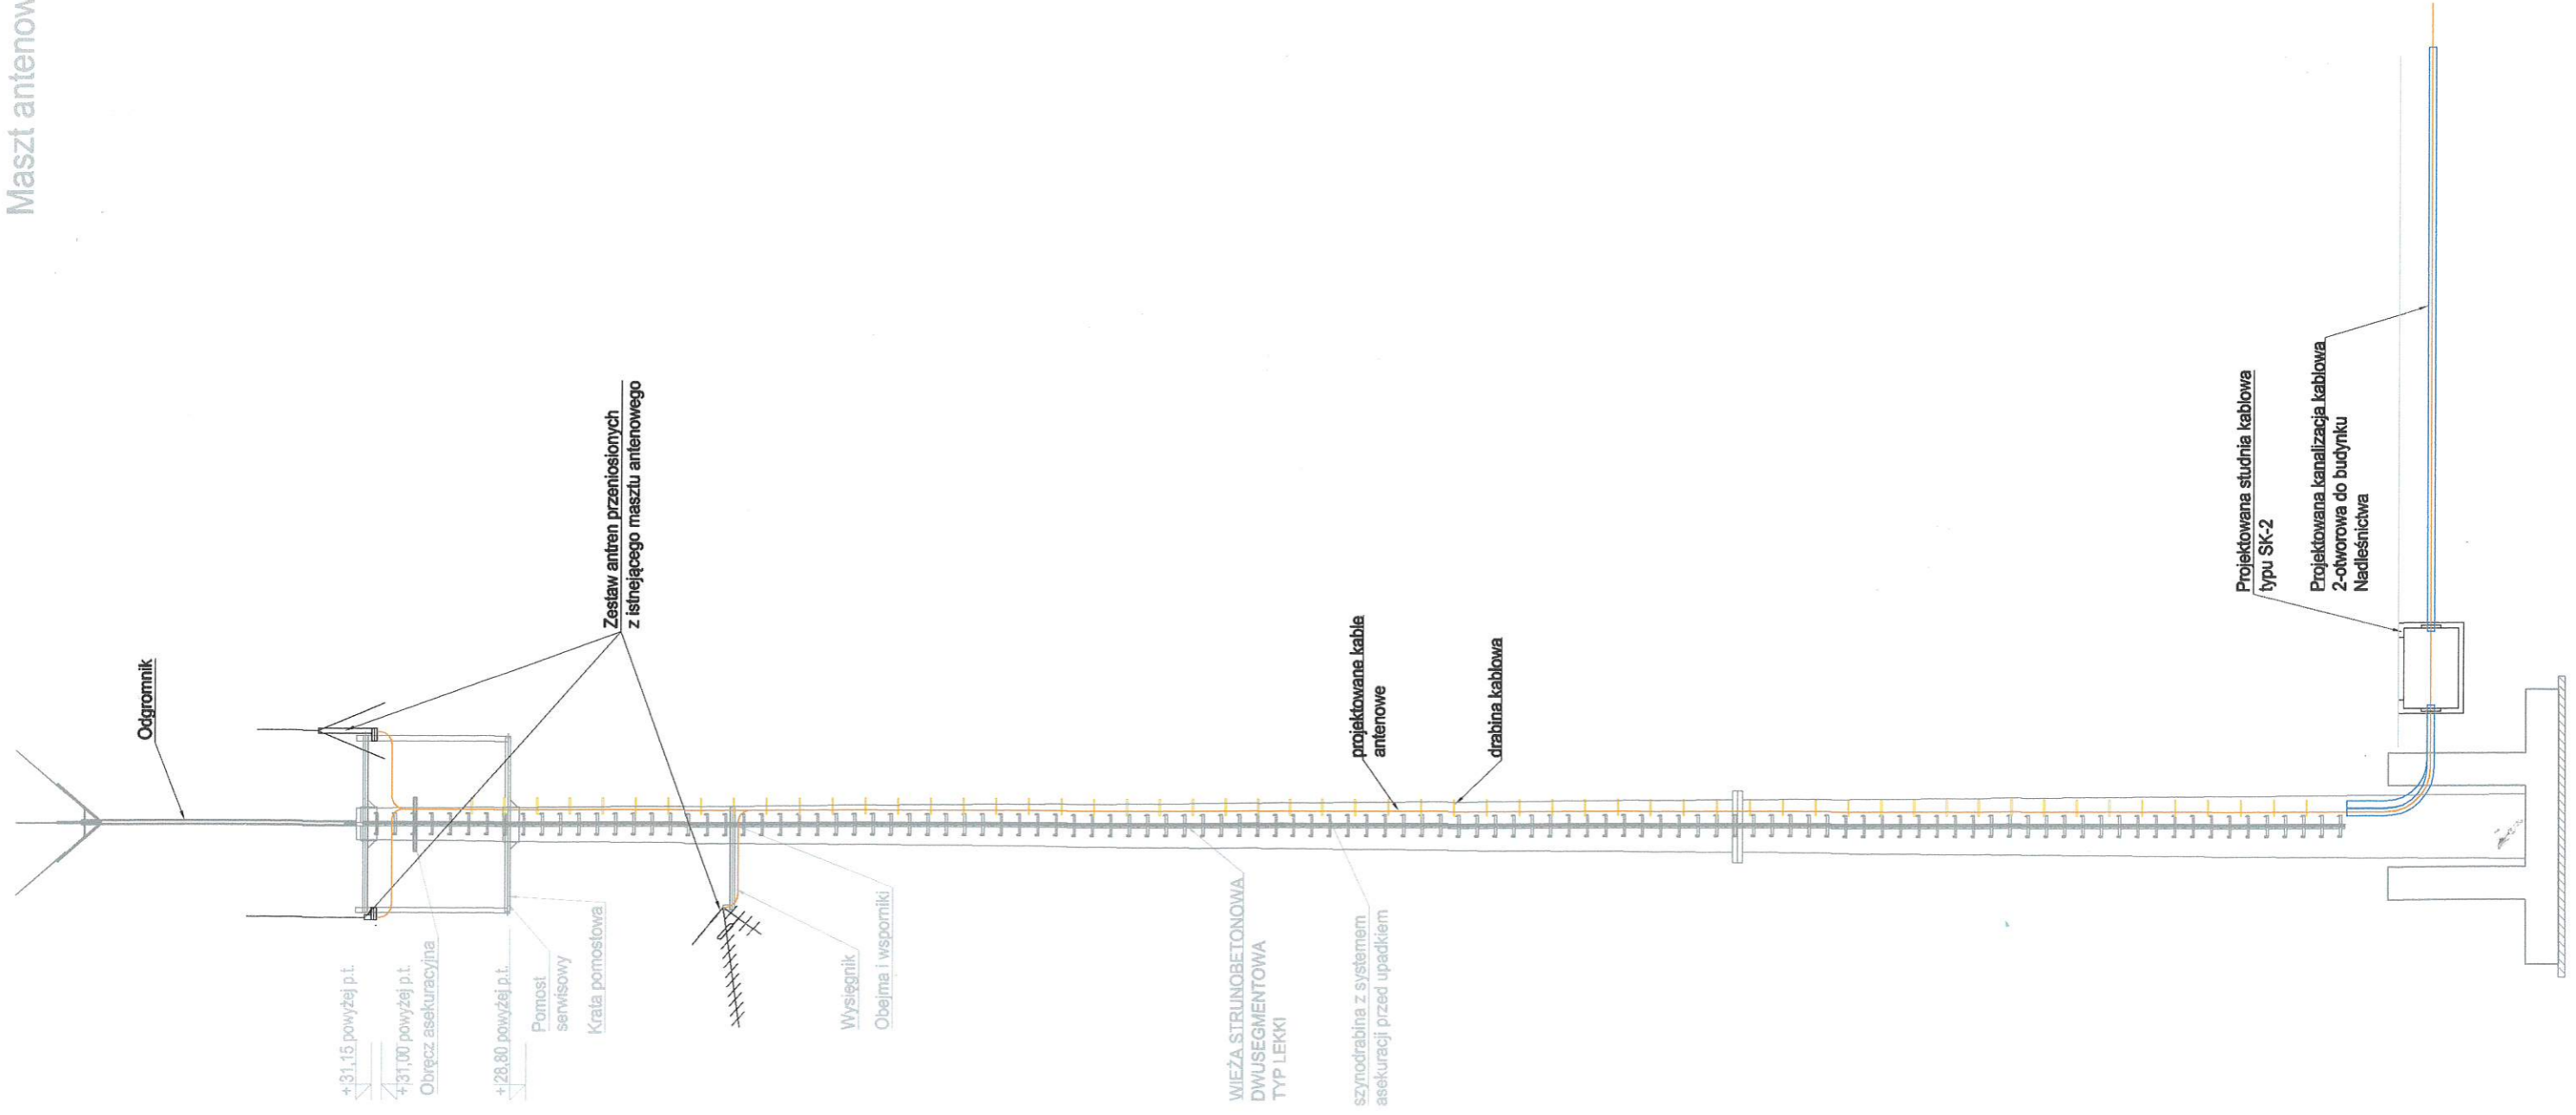 Maszt antenow
Odgromnik
Zestaw antren przeniosionych
z istnejącego masztu antenowego
+31,15 powyżej p.t.
+31,00 powyżej p.t.
Obręcz asekuracyjna
+28,80 powyżej p.t.
Pomost
serwisowy
Krata pomostowa
Wysięgnik
Obejma i wsporniki
projektowane kable
antenowe
drabina kablowa
WIEŻA STRUNOBETONOWA
DWUSEGMENTOWA
TYP LEKKI
szynodrabina z systemem
asekuracji przed upadkiem
Projektowana studnia kablowa
typu SK-2
Projektowana kanalizacja kablowa
2-otworowa do budynku
Nadleśnictwa